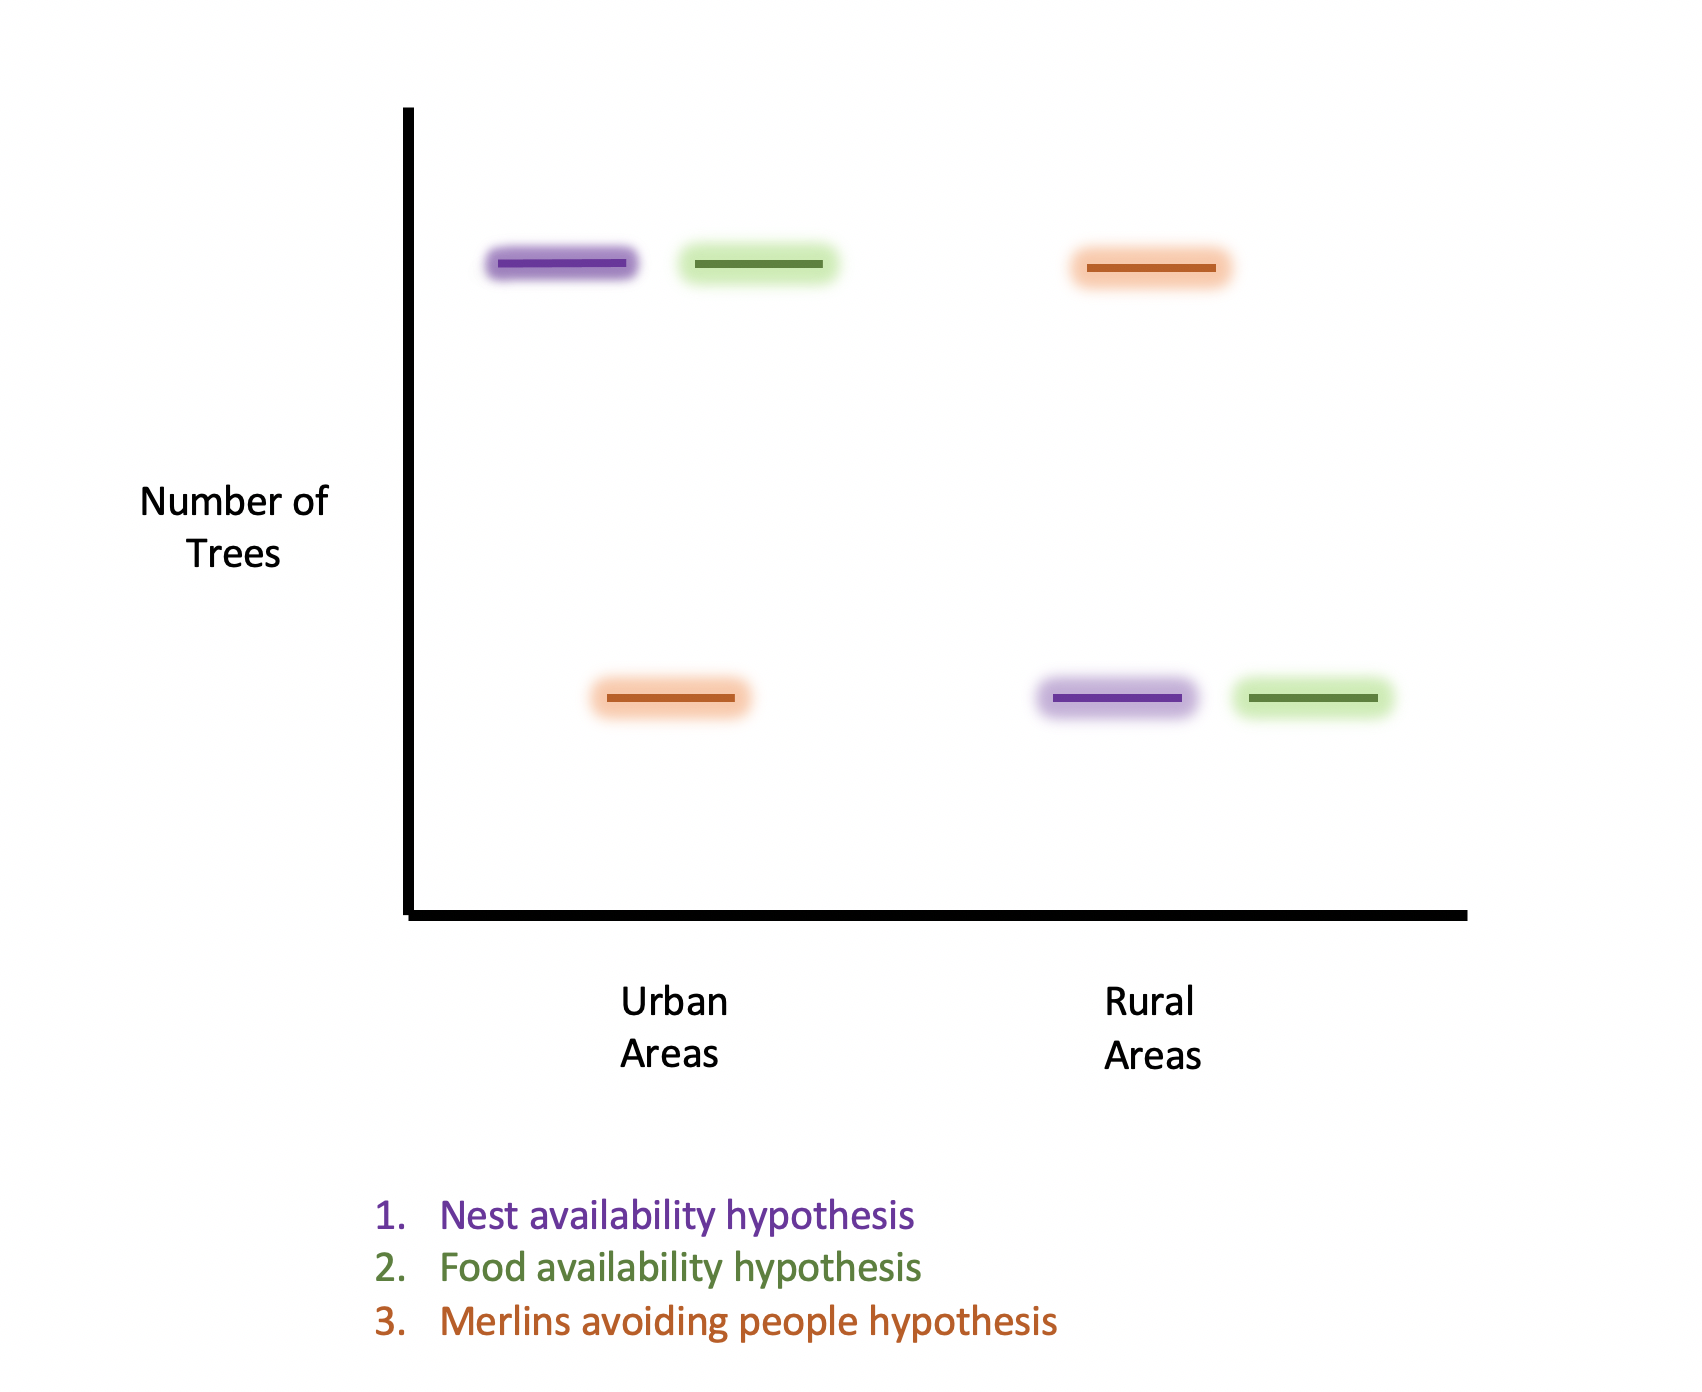 Number of
Trees
Urban
Areas
Rural
Areas
1. Nest availability hypothesis
2. Food availability hypothesis
3. Merlins avoiding people hypothesis